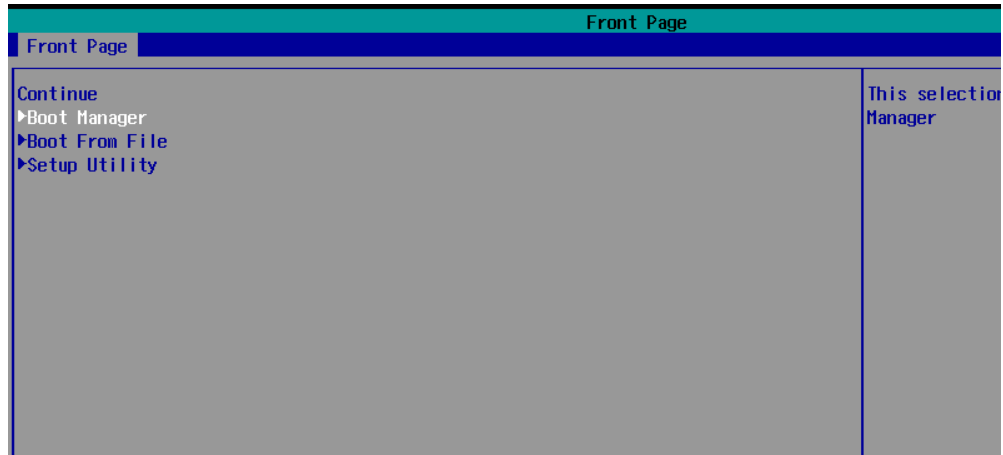 Front Page
Front Page
Continue
Boot Manager
Boot From File
Setup Utility
This selection
Manager